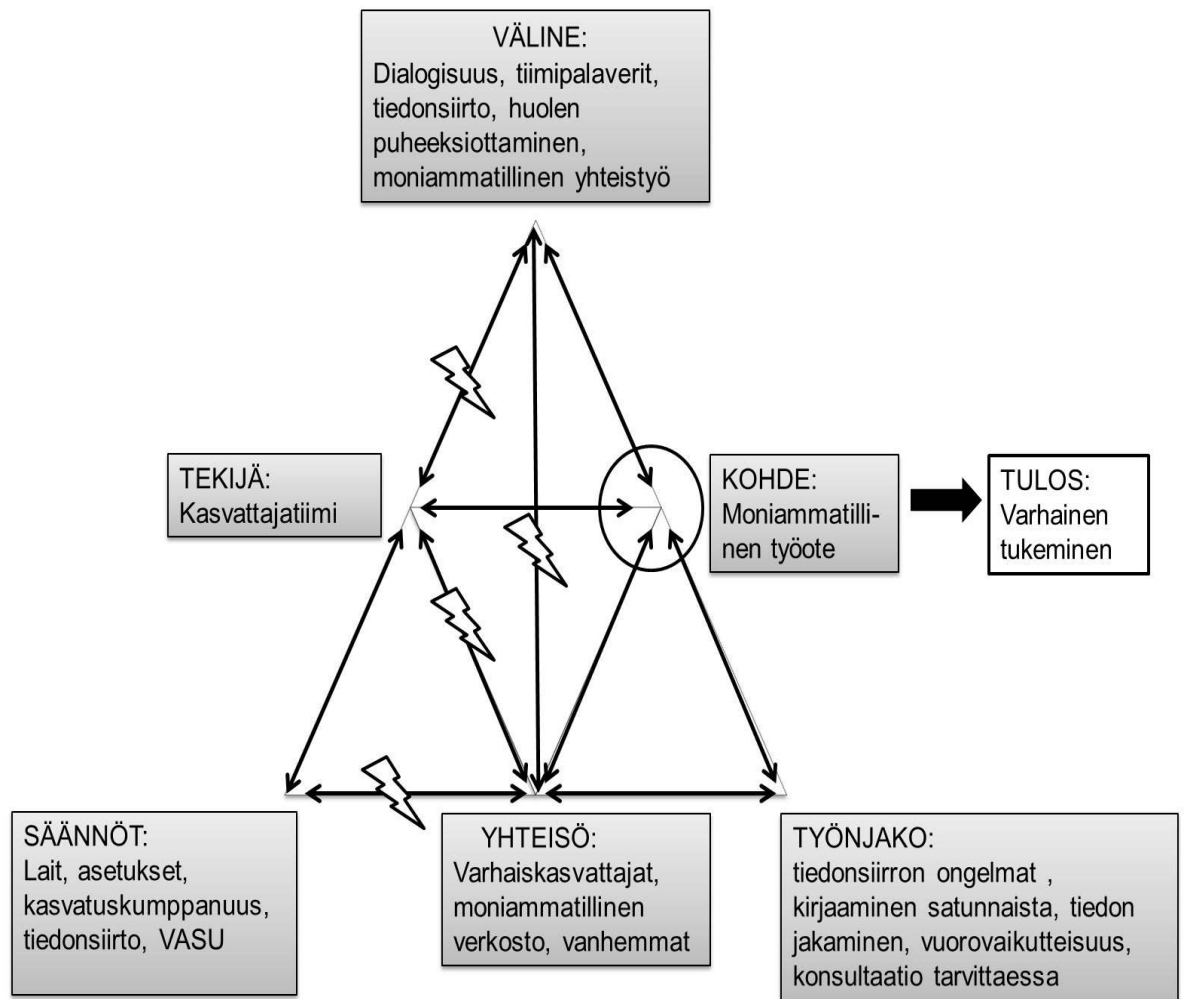 VÄLINE:
Dialogisuus, tiimipalaverit,
tiedonsiirto, huolen
puheeksiottaminen,
moniammatillinen yhteistyö
TEKIJÄ:
Kasvattajatiimi
KOHDE:
Moniammatilli-
nen työote
TULOS:
Varhainen
tukeminen
SÄÄNNÖT:
Lait, asetukset,
kasvatuskumppanuus,
tiedonsiirto, VASU
YHTEISÖ:
Varhaiskasvattajat,
moniammatillinen
verkosto, vanhemmat
TYÖNJAKO:
tiedonsiirron ongelmat ,
kirjaaminen satunnaista, tiedon
jakaminen, vuorovaikutteisuus,
konsultaatio tarvittaessa